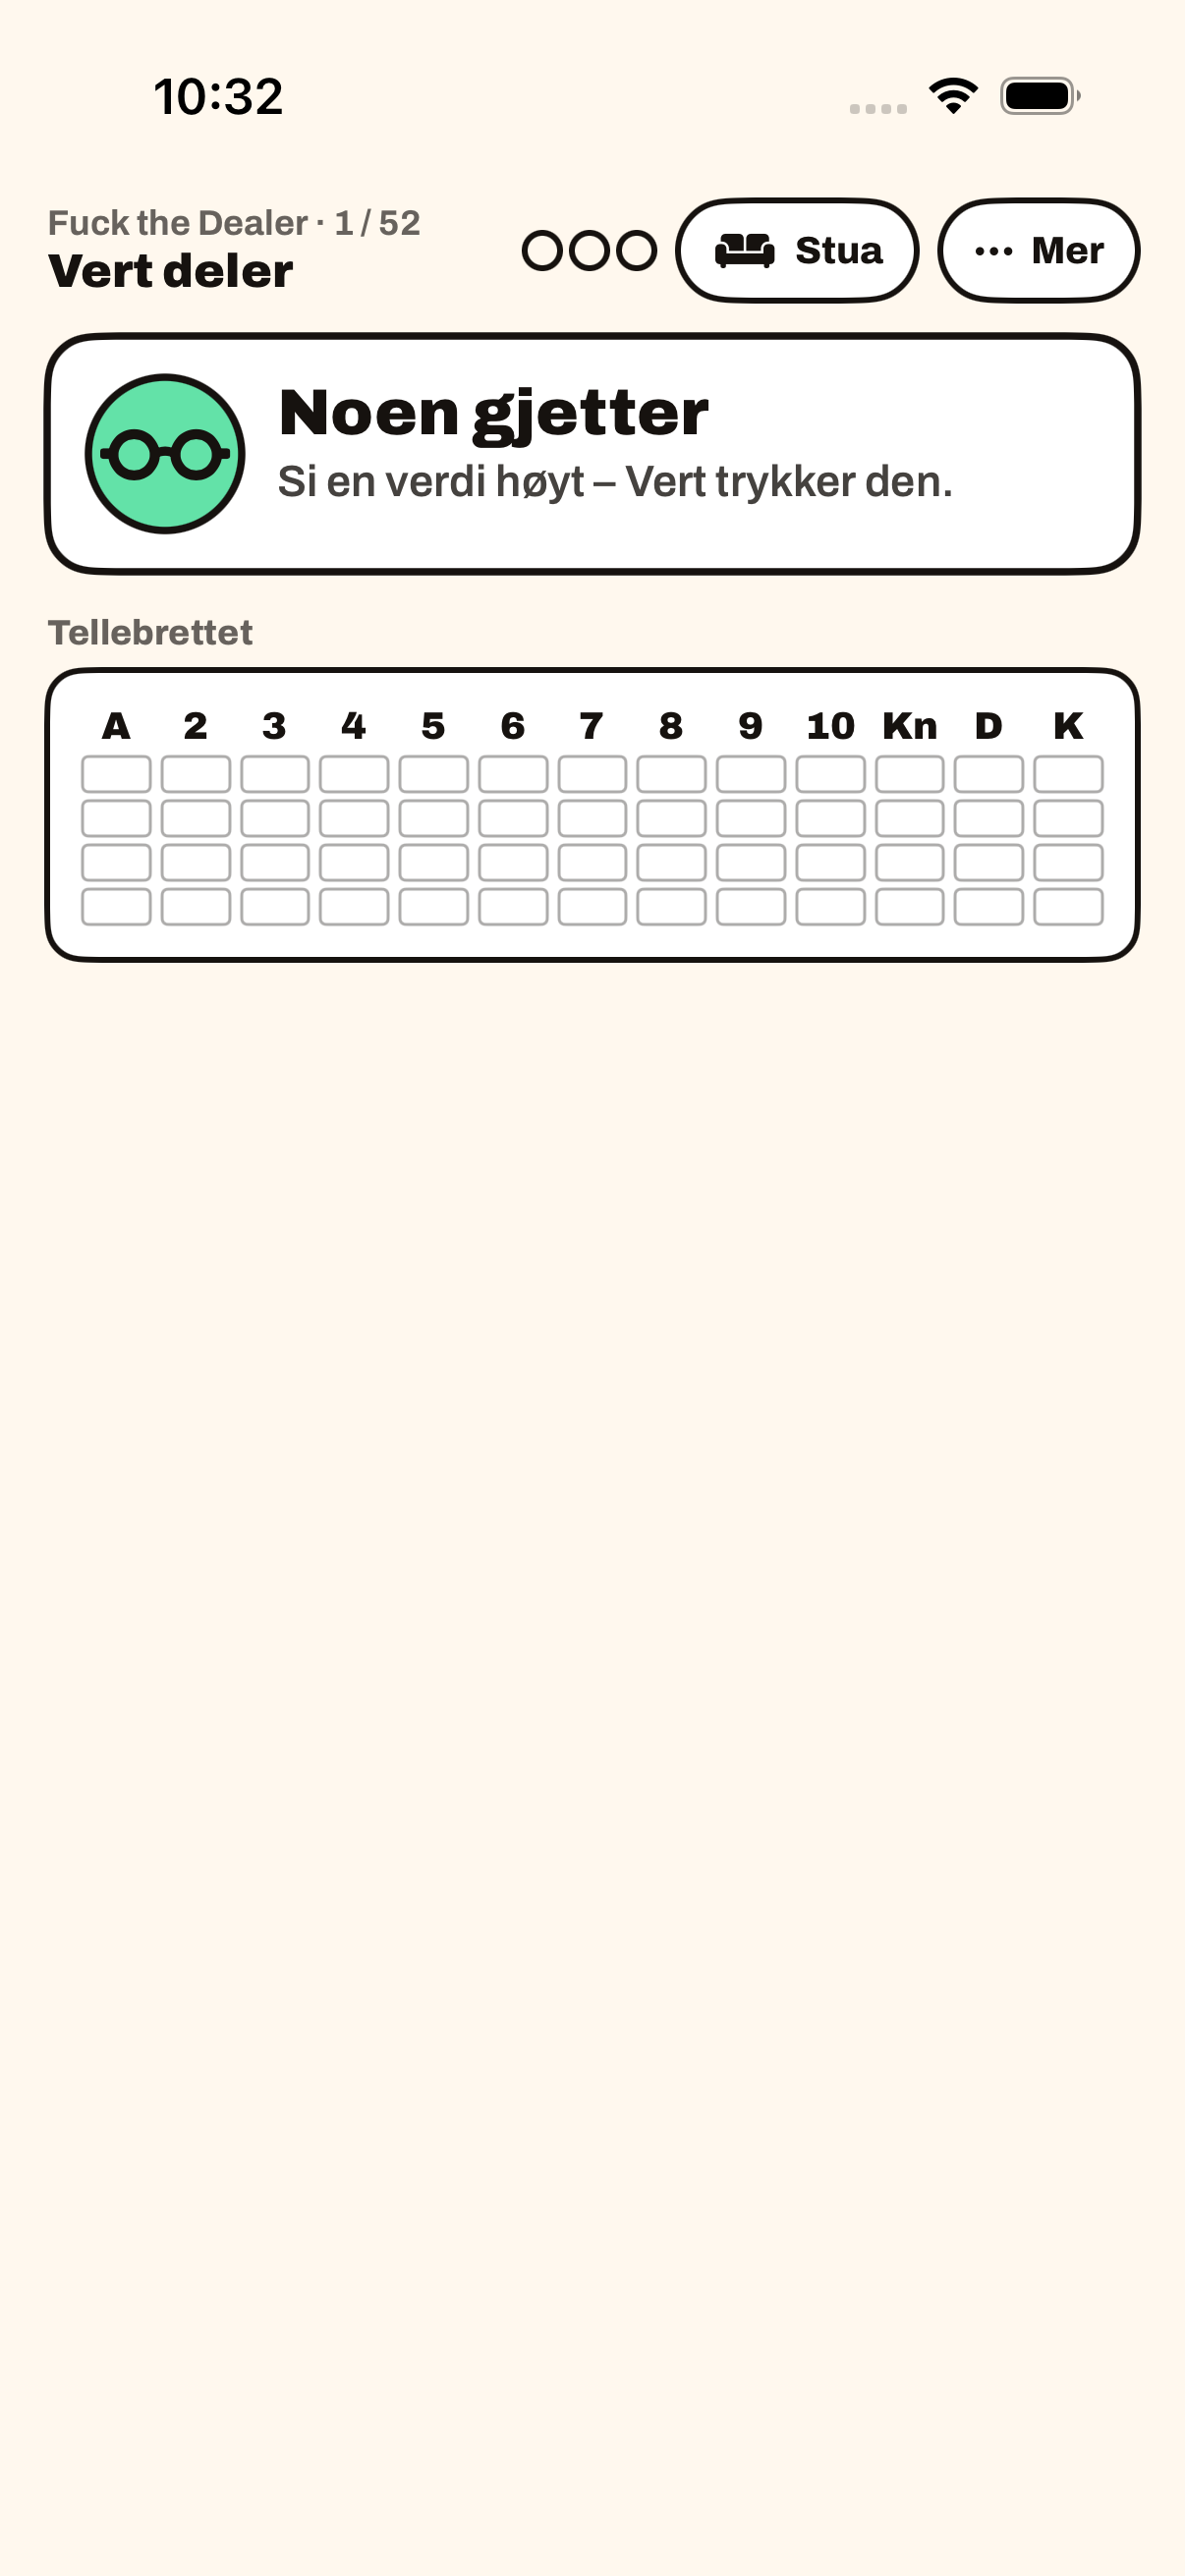 10:32
Fuck the Dealer · 1 / 52
Vert deler
Stua
Mer
Noen gjetter
Si en verdi høyt – Vert trykker den.
Tellebrettet
A 2 3 4 5 6 7 8 9 10 Kn D K